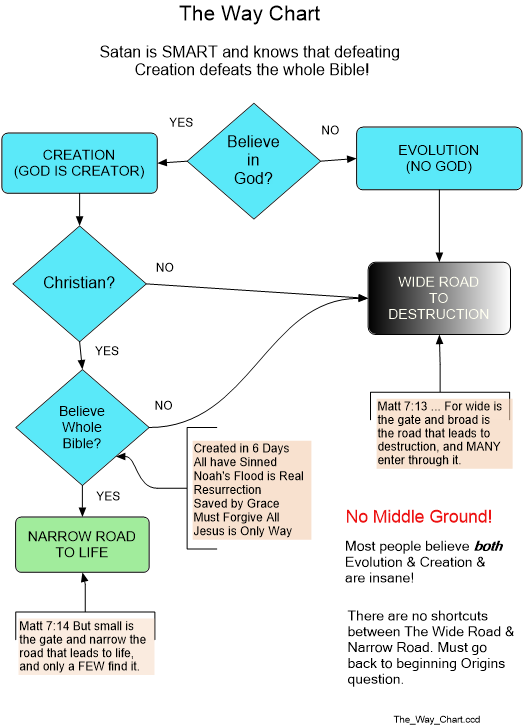 The Way Chart
Satan is SMART and knows that defeating
Creation defeats the whole Bible!
YES
Believe
in
God?
NO
CREATION
(GOD IS CREATOR)
EVOLUTION
(NO GOD)
Christian?
NO
WIDE ROAD
TO
DESTRUCTION
YES
Believe
Whole
Bible?
NO
Matt 7:13 ... For wide is
the gate and broad is
the road that leads to
destruction, and MANY
enter through it.
Created in 6 Days
All have Sinned
Noah's Flood is Real
Resurrection
Saved by Grace
Must Forgive All
Jesus is Only Way
YES
NARROW ROAD
TO LIFE
Matt 7:14 But small is
the gate and narrow the
road that leads to life,
and only a FEW find it.
No Middle Ground!
Most people believe both
Evolution & Creation &
are insane!
There are no shortcuts
between The Wide Road &
Narrow Road. Must go
back to beginning Origins
question.
The_Way_Chart.ccd